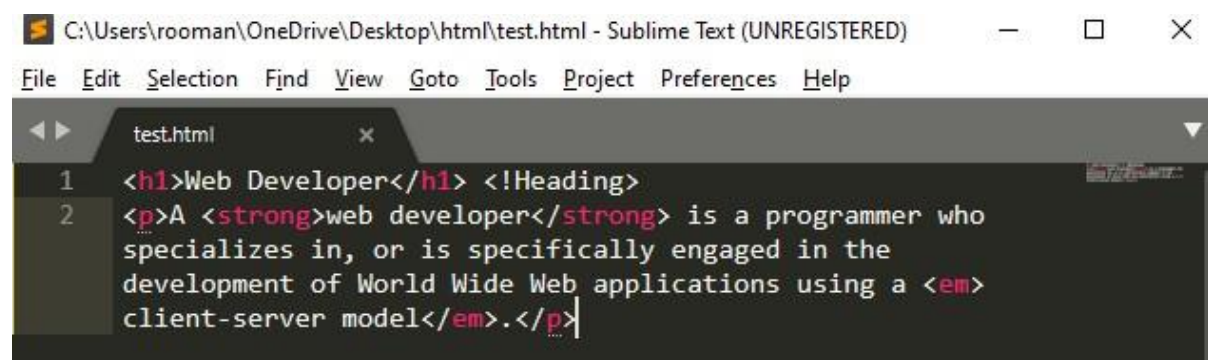 C:\Users\rooman\OneDrive\Desktop\html\test.html - Sublime Text (UNREGISTERED)
File Edit Selection Find View Goto Tools Project Preferences Help
test.html
1 <h1>Web Developer</h1> <!Heading>
2 <p>A <strong>web developer</strong> is a programmer who
specializes in, or is specifically engaged in the
development of World Wide Web applications using a <em>
client-server model</em>.</p>